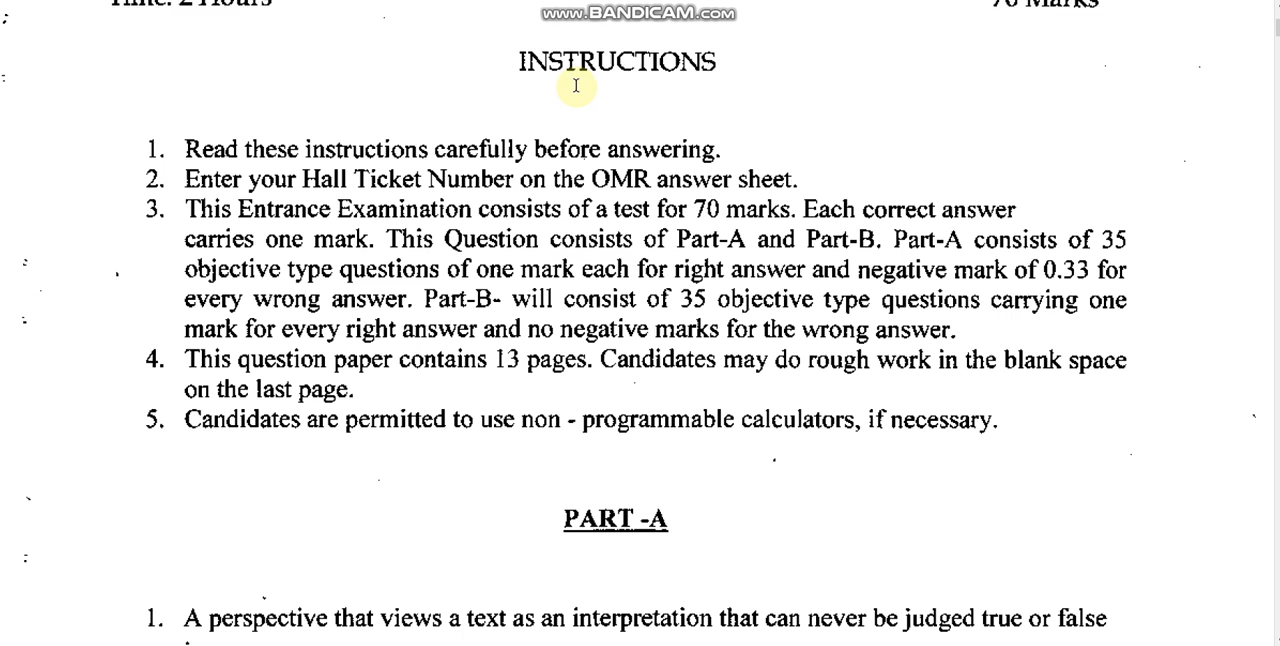 Time: 2 Hours
70 Marks
www.BANDICAM.com
INSTRUCTIONS
1. Read these instructions carefully before answering.
2. Enter your Hall Ticket Number on the OMR answer sheet.
3. This Entrance Examination consists of a test for 70 marks. Each correct answer
carries one mark. This Question consists of Part-A and Part-B. Part-A consists of 35
objective type questions of one mark each for right answer and negative mark of 0.33 for
every wrong answer. Part-B- will consist of 35 objective type questions carrying one
mark for every right answer and no negative marks for the wrong answer.
4. This question paper contains 13 pages. Candidates may do rough work in the blank space
on the last page.
5. Candidates are permitted to use non - programmable calculators, if necessary.
PART -A
1. A perspective that views a text as an interpretation that can never be judged true or false